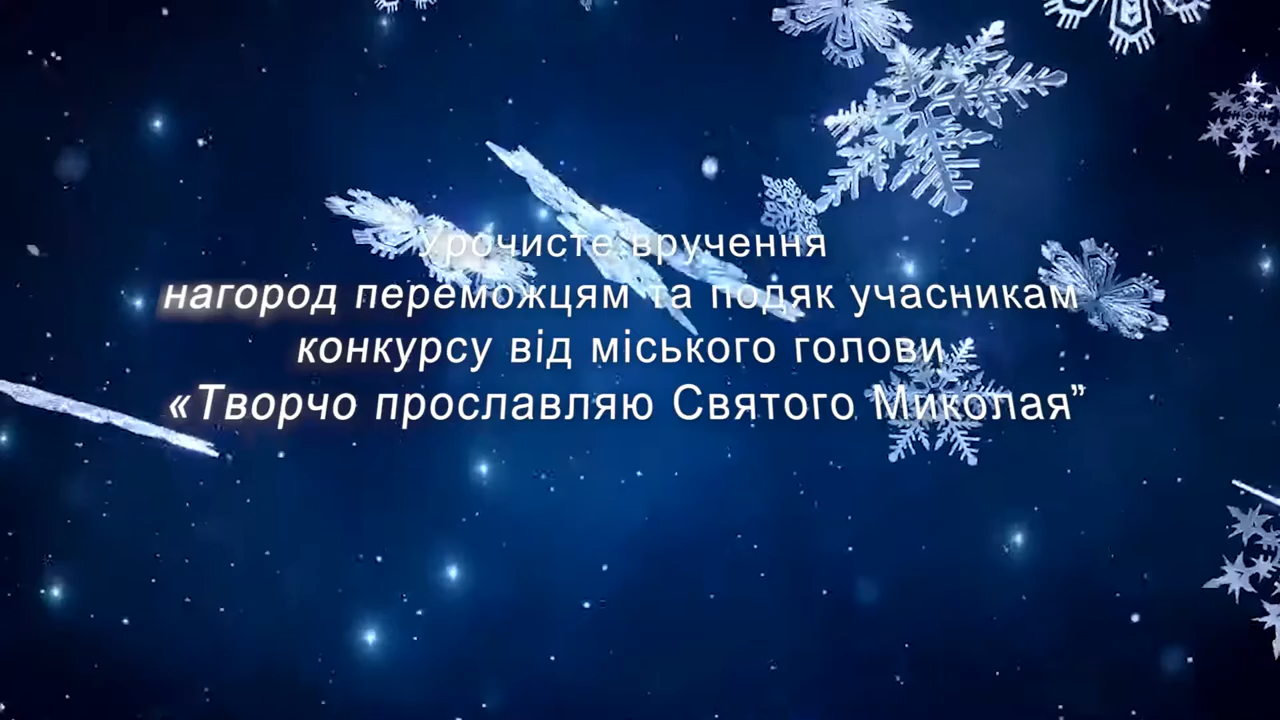 Урочисте вручення
нагород переможцям та подяк учасникам
конкурсу від міського голови
«Творчо прославляю Святого Миколая”